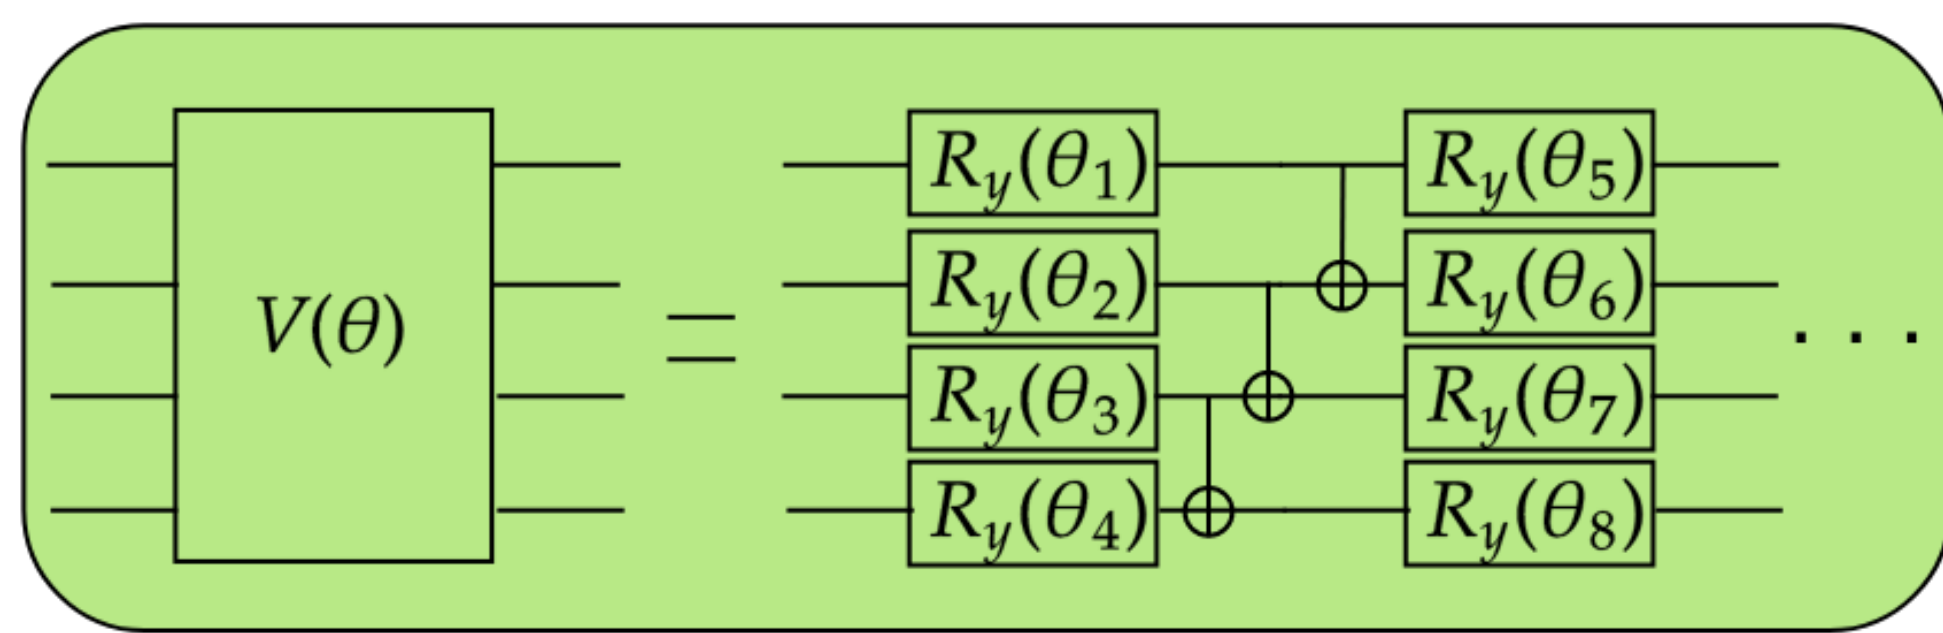 R_y(θ_1) R_y(θ_5)
R_y(θ_2) R_y(θ_6)
V(θ) = . . .
R_y(θ_3) R_y(θ_7)
R_y(θ_4) R_y(θ_8)